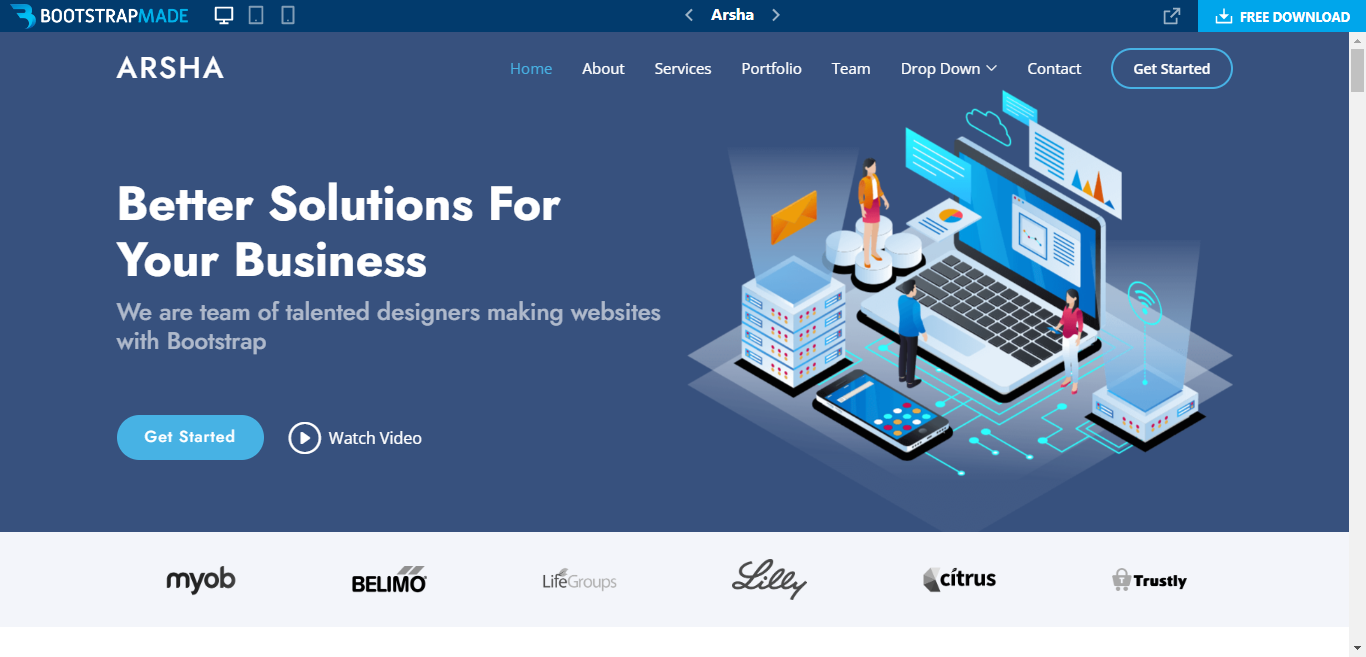 BOOTSTRAPMADE
Arsha
FREE DOWNLOAD
ARSHA
Home
About
Services
Portfolio
Team
Drop Down
Contact
Get Started
Better Solutions For
Your Business
We are team of talented designers making websites
with Bootstrap
Get Started
Watch Video
myob
BELIMO
LifeGroups
Lilly
citrus
Trustly